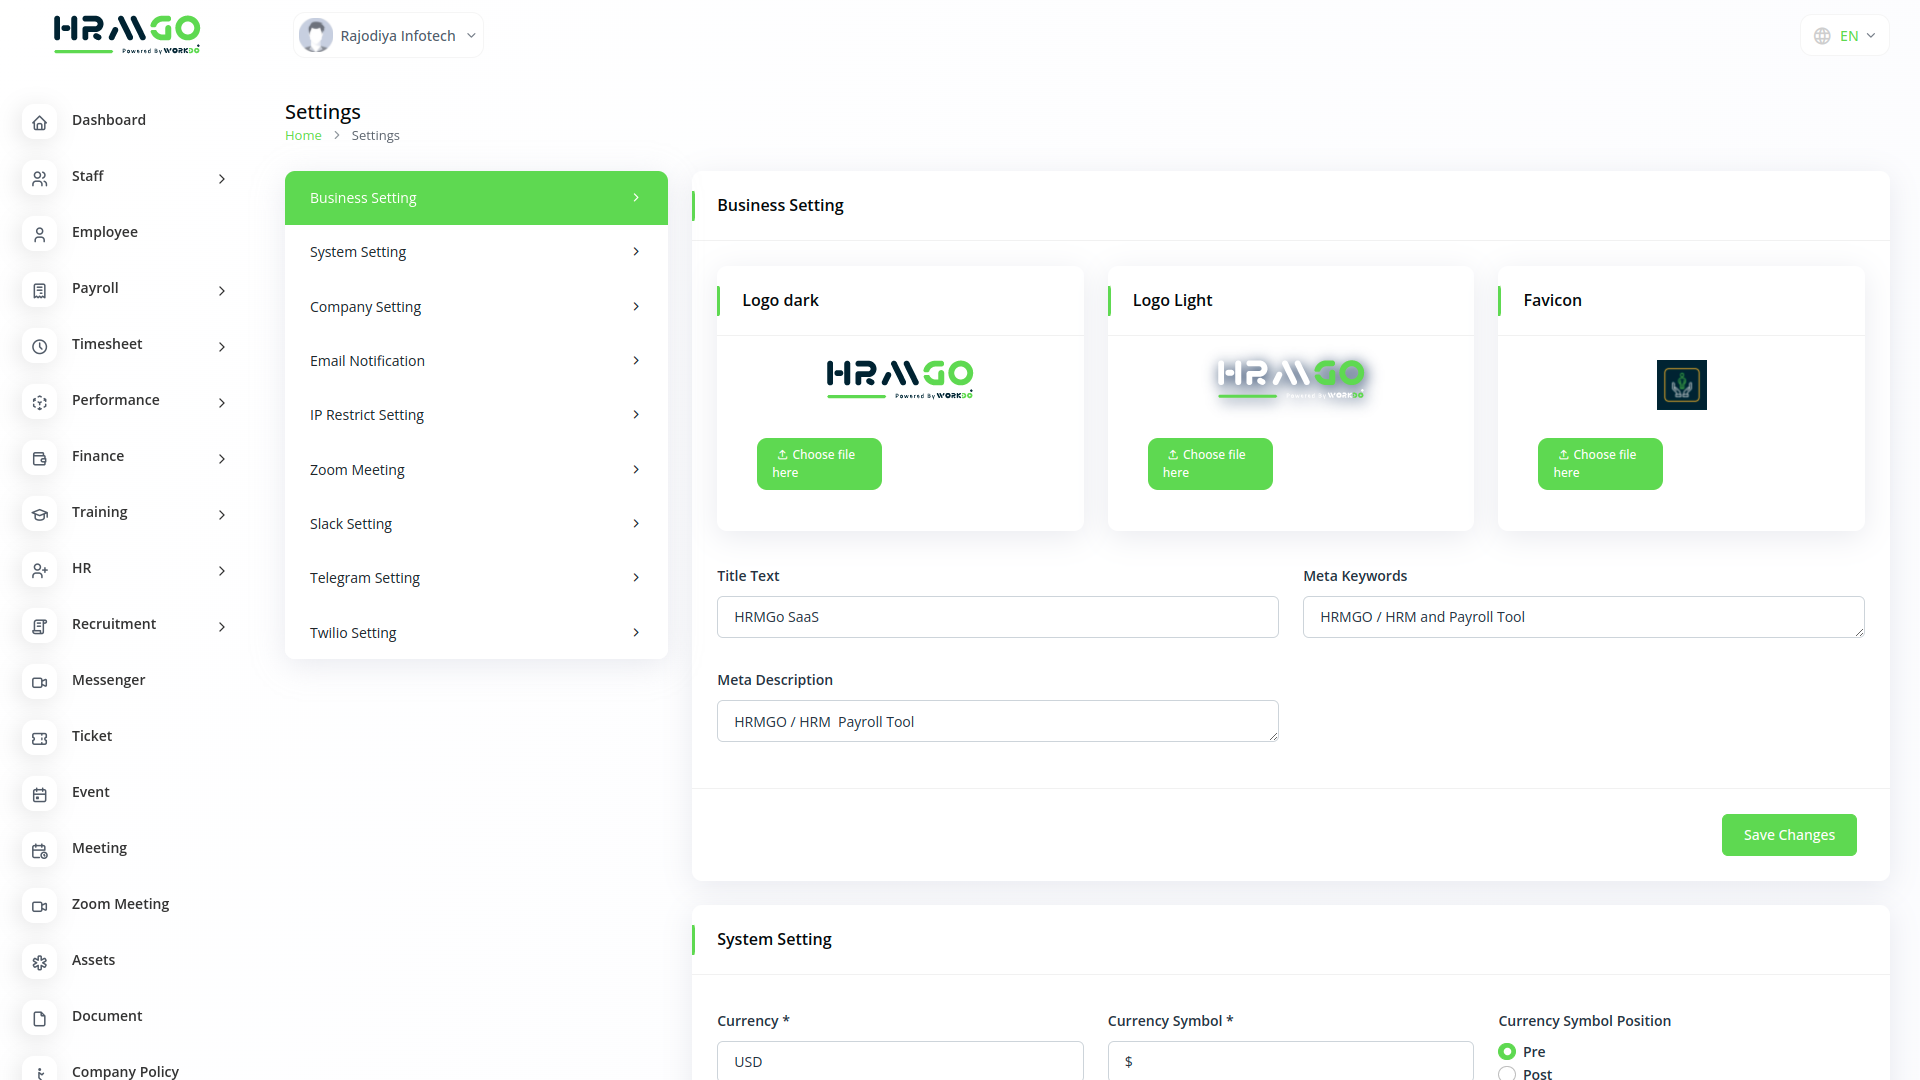 HRMGO
Powered By WORKDO
Rajodiya Infotech
EN
Dashboard
Staff
Employee
Payroll
Timesheet
Performance
Finance
Training
HR
Recruitment
Messenger
Ticket
Event
Meeting
Zoom Meeting
Assets
Document
Company Policy
Settings
Home > Settings
Business Setting
System Setting
Company Setting
Email Notification
IP Restrict Setting
Zoom Meeting
Slack Setting
Telegram Setting
Twilio Setting
Business Setting
Logo dark
HRMGO
Powered By WORKDO
Choose file
here
Logo Light
HRMGO
Powered By WORKDO
Choose file
here
Favicon
Choose file
here
Title Text
HRMGo SaaS
Meta Keywords
HRMGO / HRM and Payroll Tool
Meta Description
HRMGO / HRM  Payroll Tool
Save Changes
System Setting
Currency *
USD
Currency Symbol *
$
Currency Symbol Position
Pre
Post